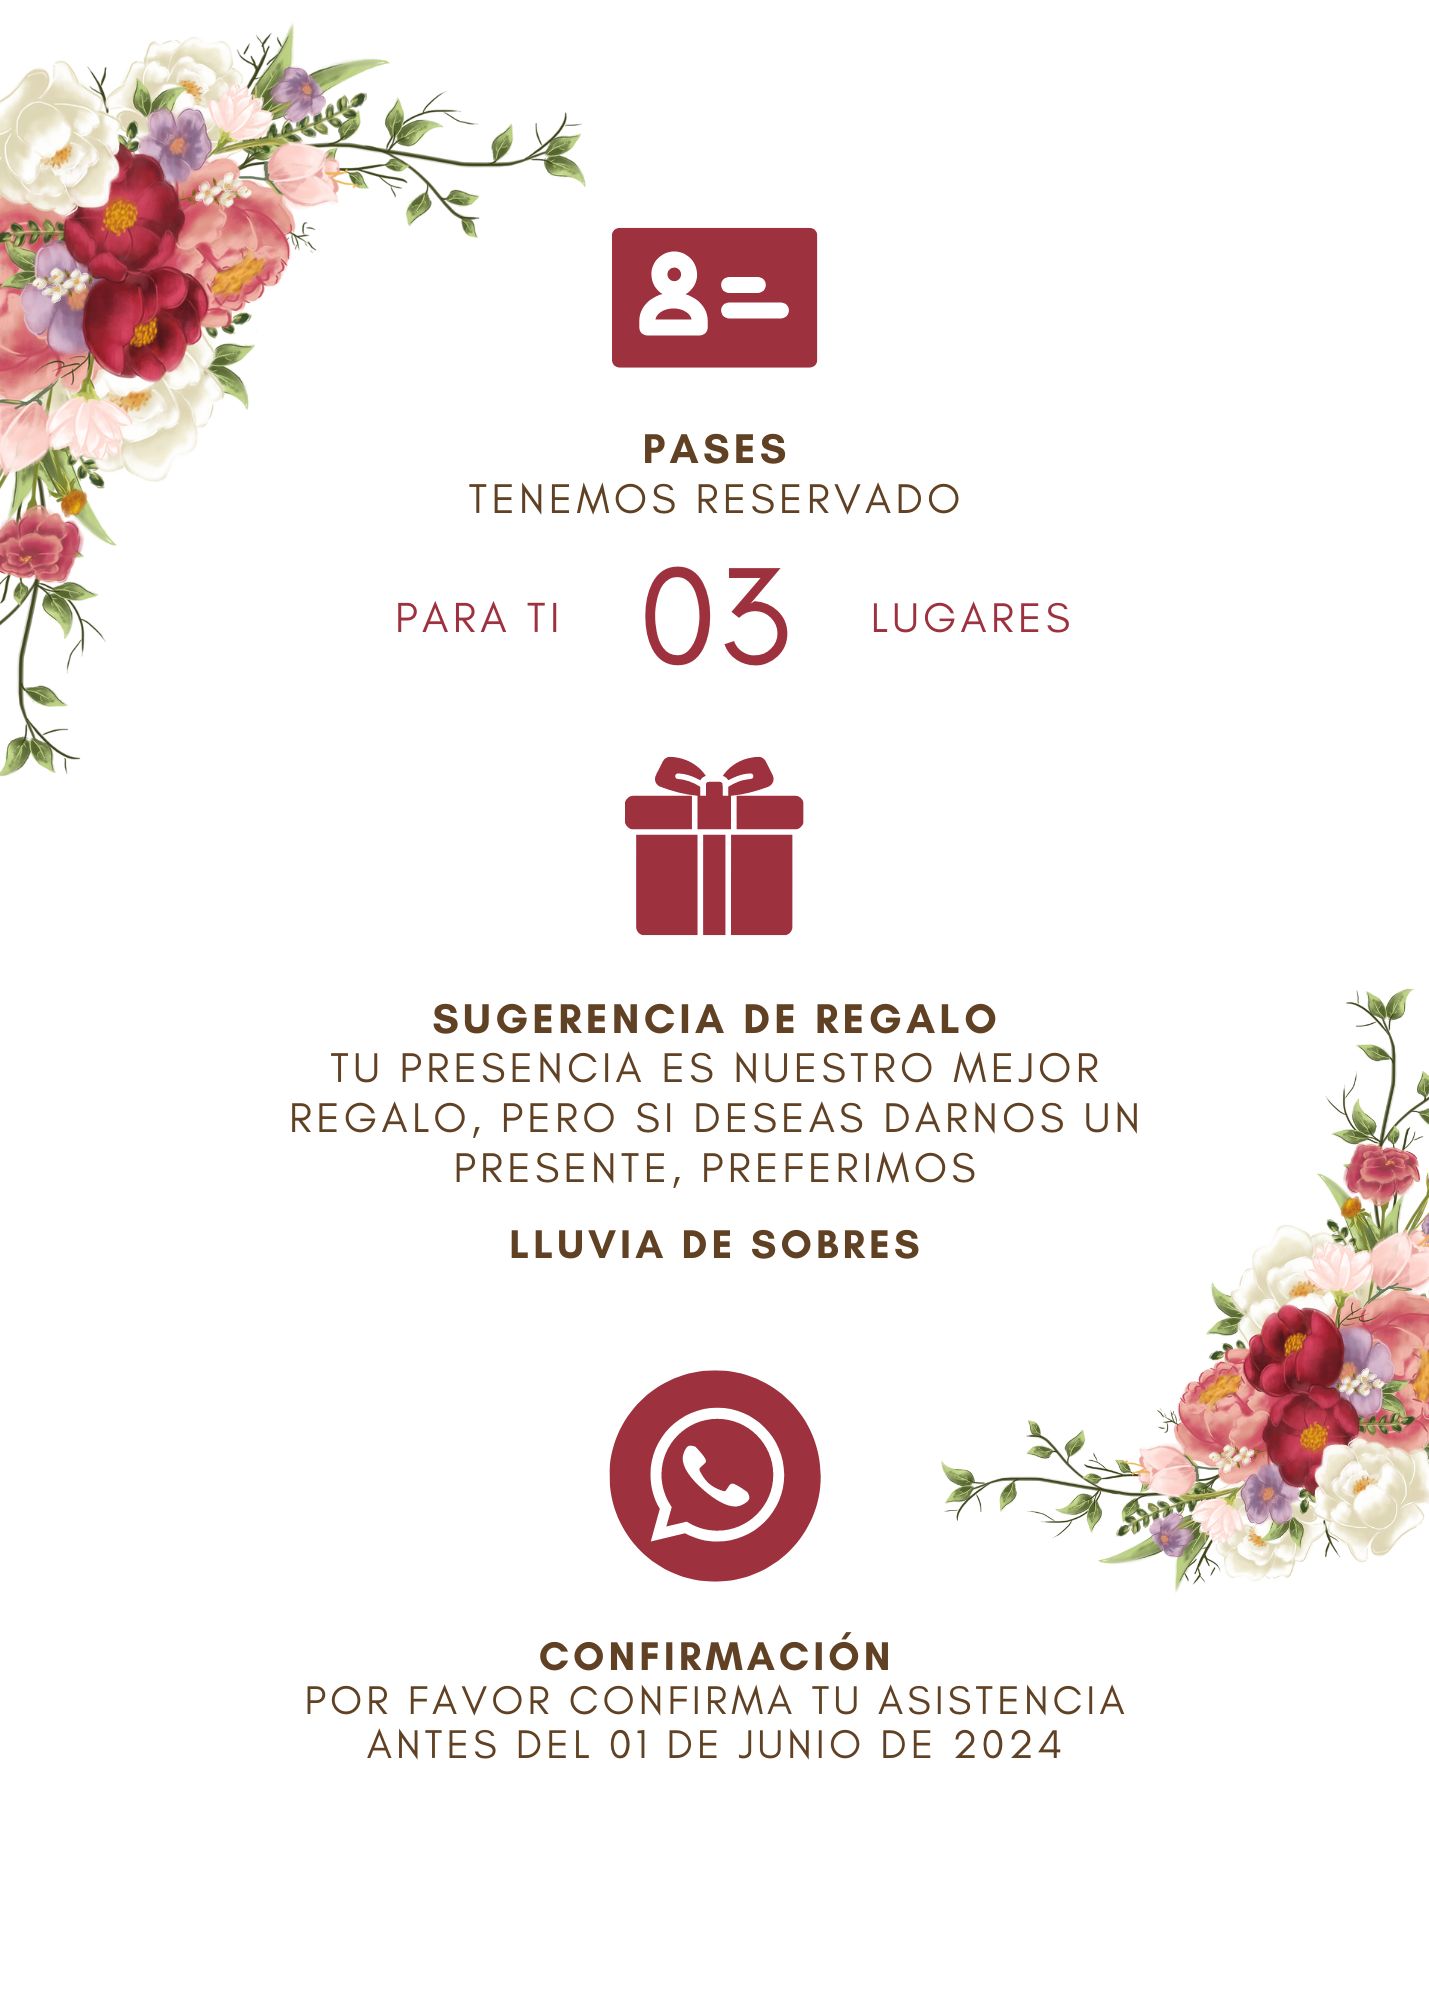 PASES
TENEMOS RESERVADO
PARA TI 03 LUGARES
SUGERENCIA DE REGALO
TU PRESENCIA ES NUESTRO MEJOR
REGALO, PERO SI DESEAS DARNOS UN
PRESENTE, PREFERIMOS
LLUVIA DE SOBRES
CONFIRMACIÓN
POR FAVOR CONFIRMA TU ASISTENCIA
ANTES DEL 01 DE JUNIO DE 2024